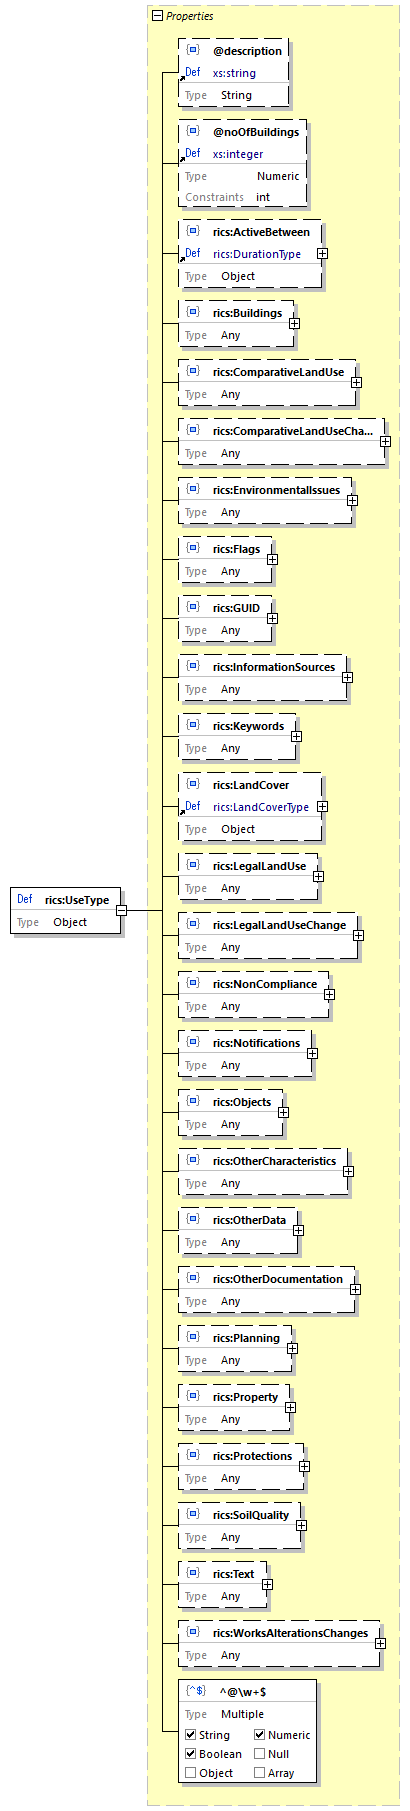 Properties
@description
Def xs:string
Type String
@noOfBuildings
Def xs:integer
Type Numeric
Constraints int
rics:ActiveBetween
Def rics:DurationType
Type Object
rics:Buildings
Type Any
rics:ComparativeLandUse
Type Any
rics:ComparativeLandUseCha...
Type Any
rics:EnvironmentalIssues
Type Any
rics:Flags
Type Any
rics:GUID
Type Any
rics:InformationSources
Type Any
rics:Keywords
Type Any
rics:LandCover
Def rics:LandCoverType
Type Object
rics:LegalLandUse
Type Any
Def rics:UseType
Type Object
rics:LegalLandUseChange
Type Any
rics:NonCompliance
Type Any
rics:Notifications
Type Any
rics:Objects
Type Any
rics:OtherCharacteristics
Type Any
rics:OtherData
Type Any
rics:OtherDocumentation
Type Any
rics:Planning
Type Any
rics:Property
Type Any
rics:Protections
Type Any
rics:SoilQuality
Type Any
rics:Text
Type Any
rics:WorksAlterationsChanges
Type Any
{^$} ^@\w+$
Type Multiple
String Numeric
Boolean Null
Object Array